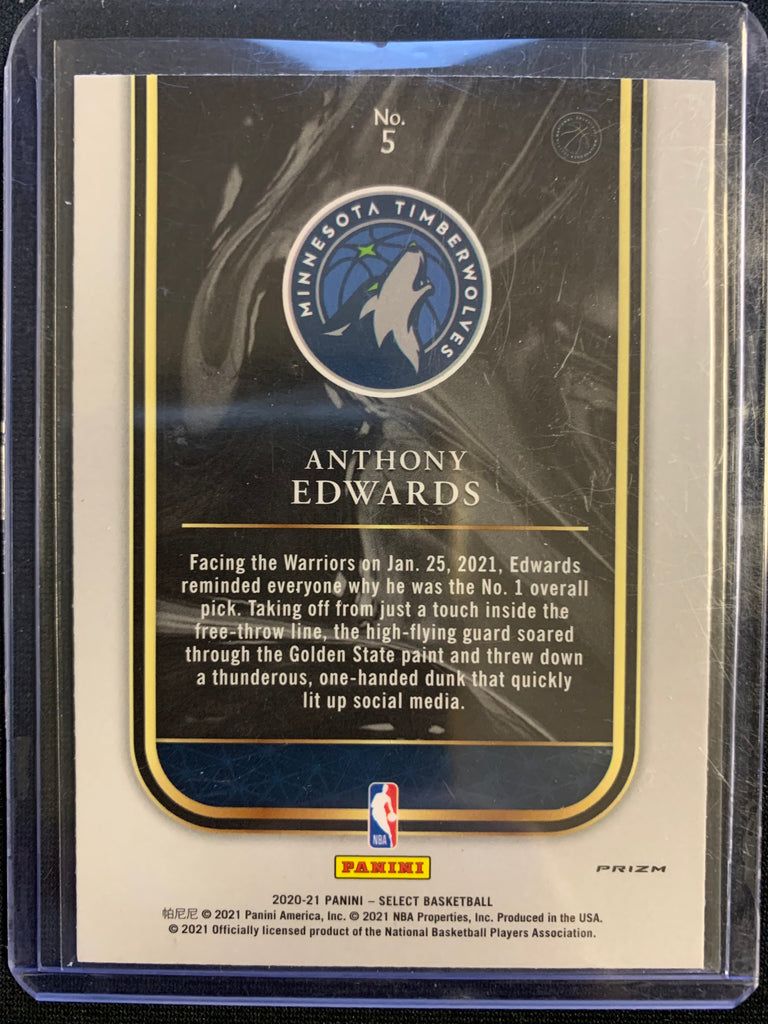 No.
5
MINNESOTA TIMBERWOLVES
ANTHONY
EDWARDS
Facing the Warriors on Jan. 25, 2021, Edwards
reminded everyone why he was the No. 1 overall
pick. Taking off from just a touch inside the
free-throw line, the high-flying guard soared
through the Golden State paint and threw down
a thunderous, one-handed dunk that quickly
lit up social media.
NBA
PANINI
PRIZM
2020-21 PANINI – SELECT BASKETBALL
帕尼尼 © 2021 Panini America, Inc. © 2021 NBA Properties, Inc. Produced in the USA.
© 2021 Officially licensed product of the National Basketball Players Association.